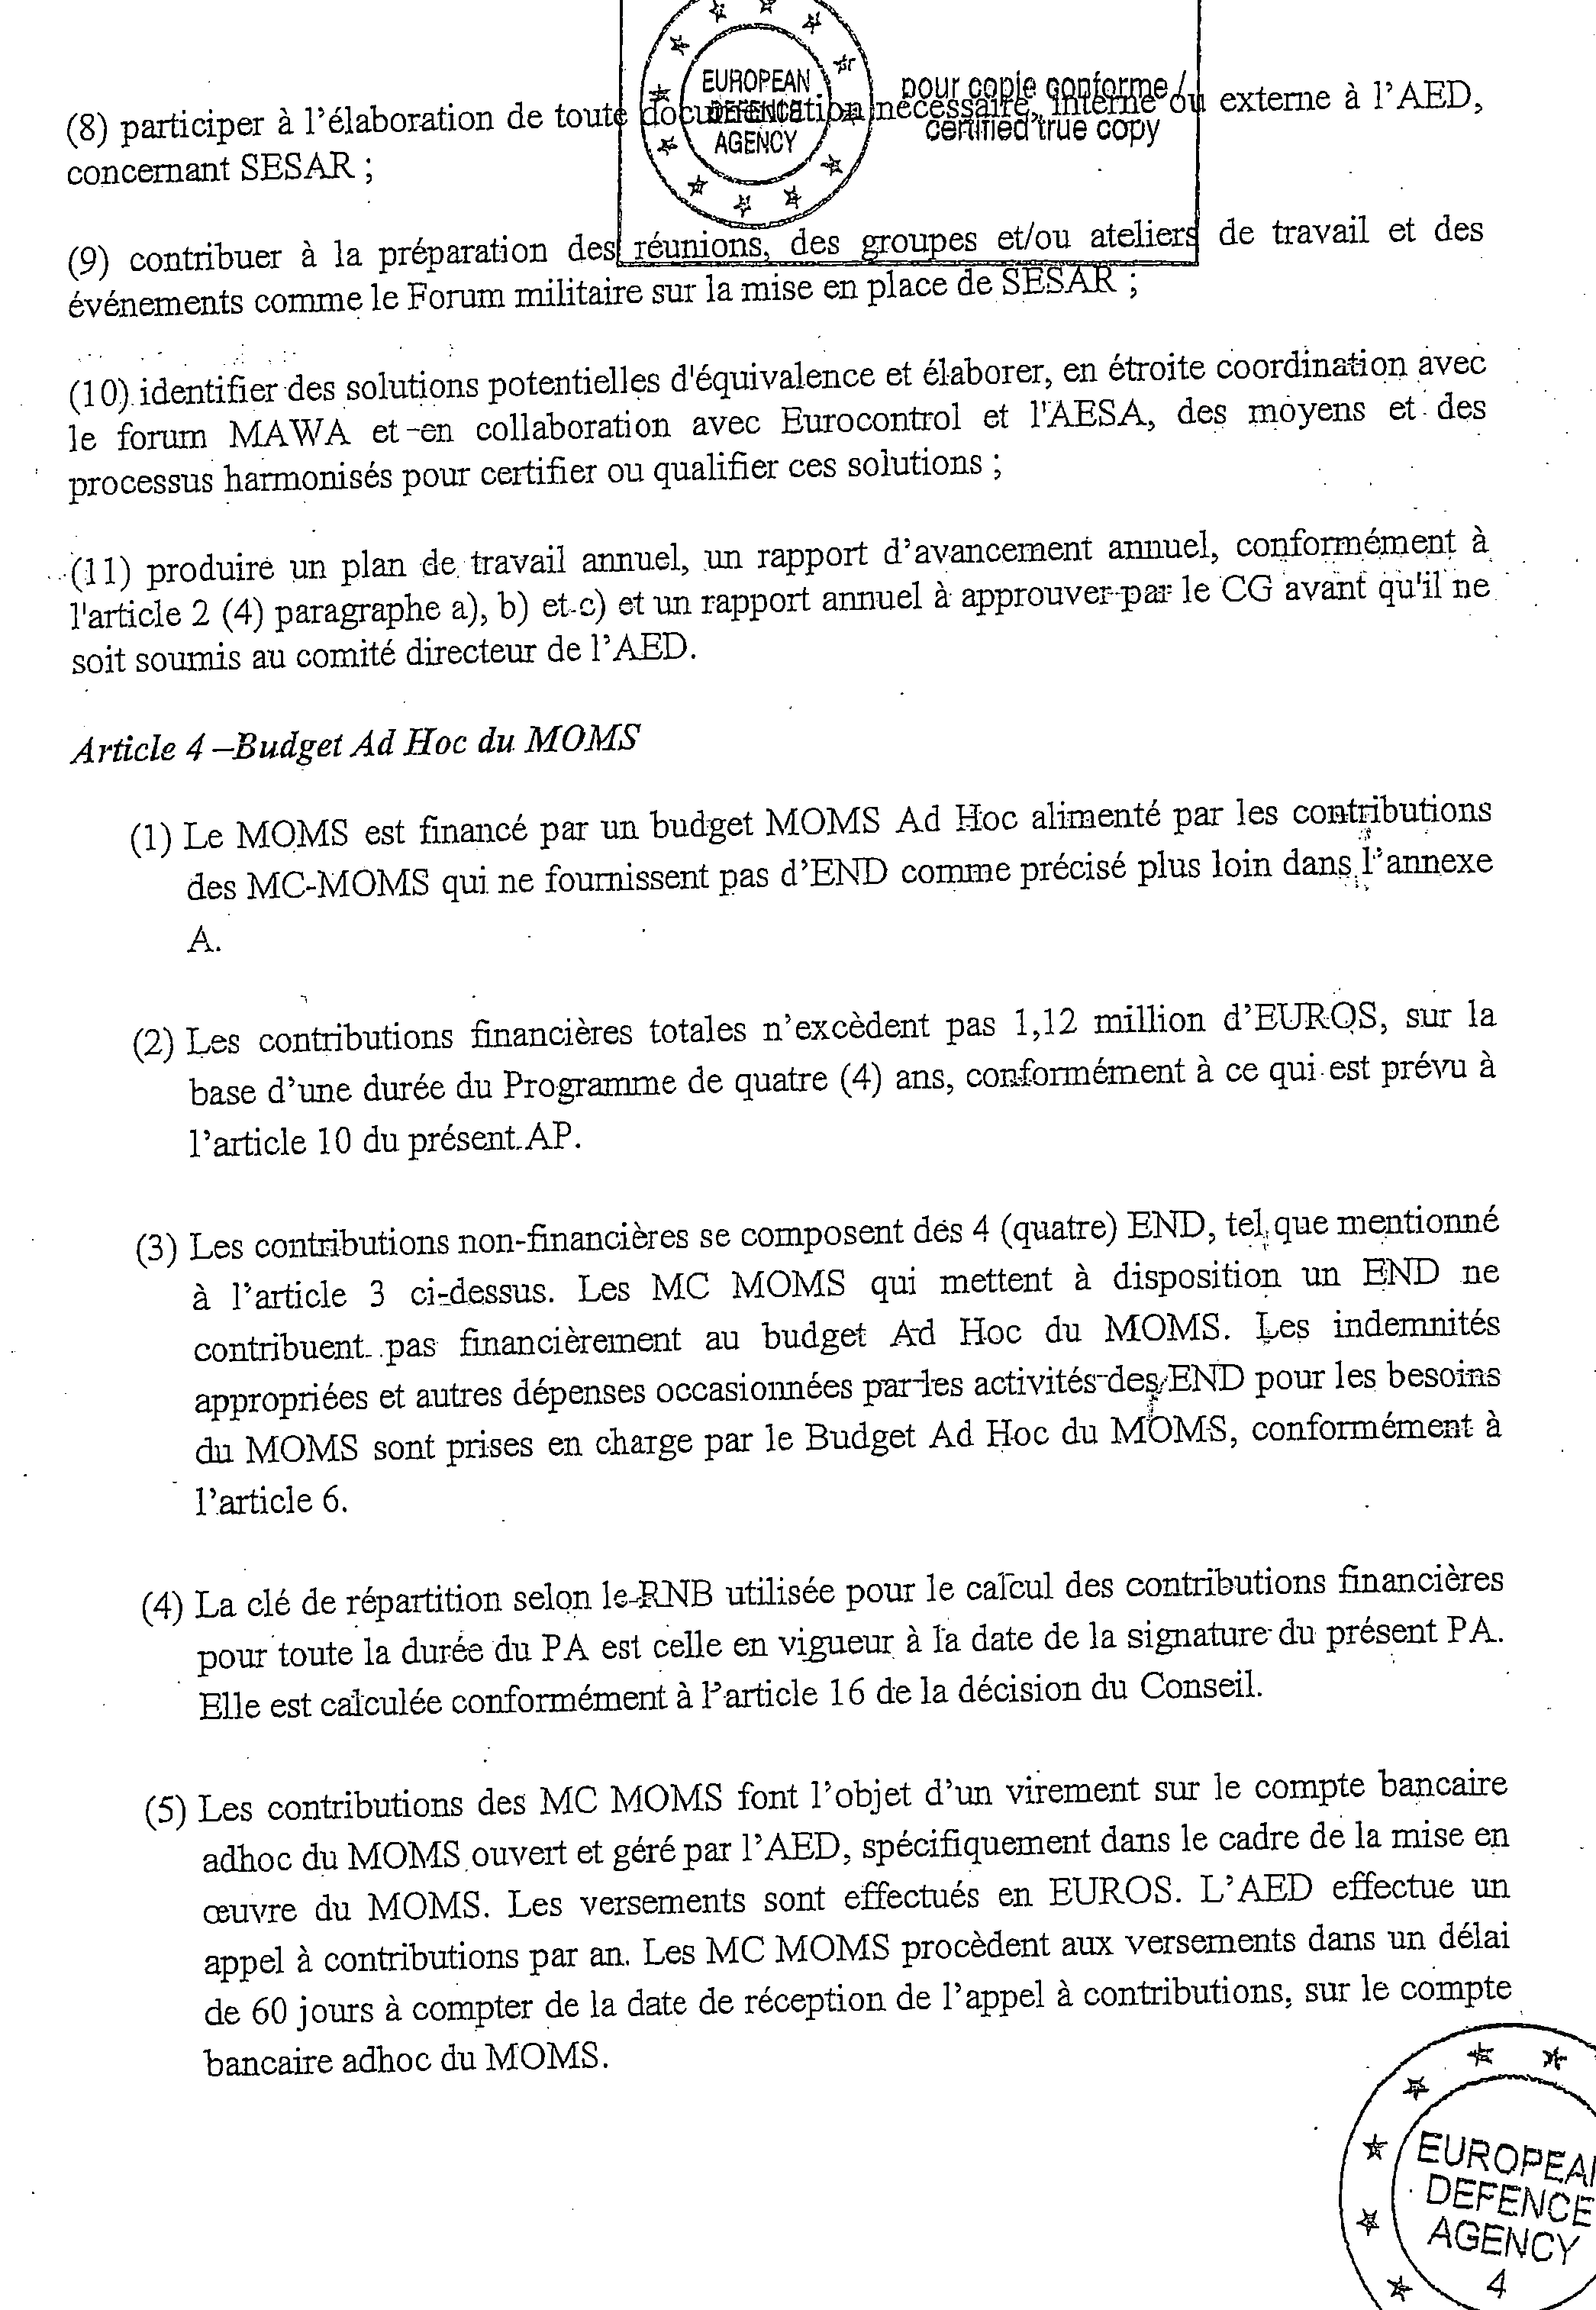 EUROPEAN
DEFENCE
AGENCY
pour copie conforme /
certified true copy
(8) participer à l'élaboration de toute documentation nécessaire, interne ou externe à l'AED,
concernant SESAR ;
(9) contribuer à la préparation des réunions, des groupes et/ou ateliers de travail et des
événements comme le Forum militaire sur la mise en place de SESAR ;
(10) identifier des solutions potentielles d'équivalence et élaborer, en étroite coordination avec
le forum MAWA et en collaboration avec Eurocontrol et l'AESA, des moyens et des
processus harmonisés pour certifier ou qualifier ces solutions ;
(11) produire un plan de travail annuel, un rapport d'avancement annuel, conformément à
l'article 2 (4) paragraphe a), b) et c) et un rapport annuel à approuver par le CG avant qu'il ne
soit soumis au comité directeur de l'AED.
Article 4 –Budget Ad Hoc du MOMS
(1) Le MOMS est financé par un budget MOMS Ad Hoc alimenté par les contributions
des MC-MOMS qui ne fournissent pas d'END comme précisé plus loin dans l'annexe
A.
(2) Les contributions financières totales n'excèdent pas 1,12 million d'EUROS, sur la
base d'une durée du Programme de quatre (4) ans, conformément à ce qui est prévu à
l'article 10 du présent AP.
(3) Les contributions non-financières se composent des 4 (quatre) END, tel que mentionné
à l'article 3 ci-dessus. Les MC MOMS qui mettent à disposition un END ne
contribuent pas financièrement au budget Ad Hoc du MOMS. Les indemnités
appropriées et autres dépenses occasionnées par les activités des END pour les besoins
du MOMS sont prises en charge par le Budget Ad Hoc du MOMS, conformément à
l'article 6.
(4) La clé de répartition selon le RNB utilisée pour le calcul des contributions financières
pour toute la durée du PA est celle en vigueur à la date de la signature du présent PA.
Elle est calculée conformément à l'article 16 de la décision du Conseil.
(5) Les contributions des MC MOMS font l'objet d'un virement sur le compte bancaire
adhoc du MOMS ouvert et géré par l'AED, spécifiquement dans le cadre de la mise en
œuvre du MOMS. Les versements sont effectués en EUROS. L'AED effectue un
appel à contributions par an. Les MC MOMS procèdent aux versements dans un délai
de 60 jours à compter de la date de réception de l'appel à contributions, sur le compte
bancaire adhoc du MOMS.
EUROPEAN
DEFENCE
AGENCY
4